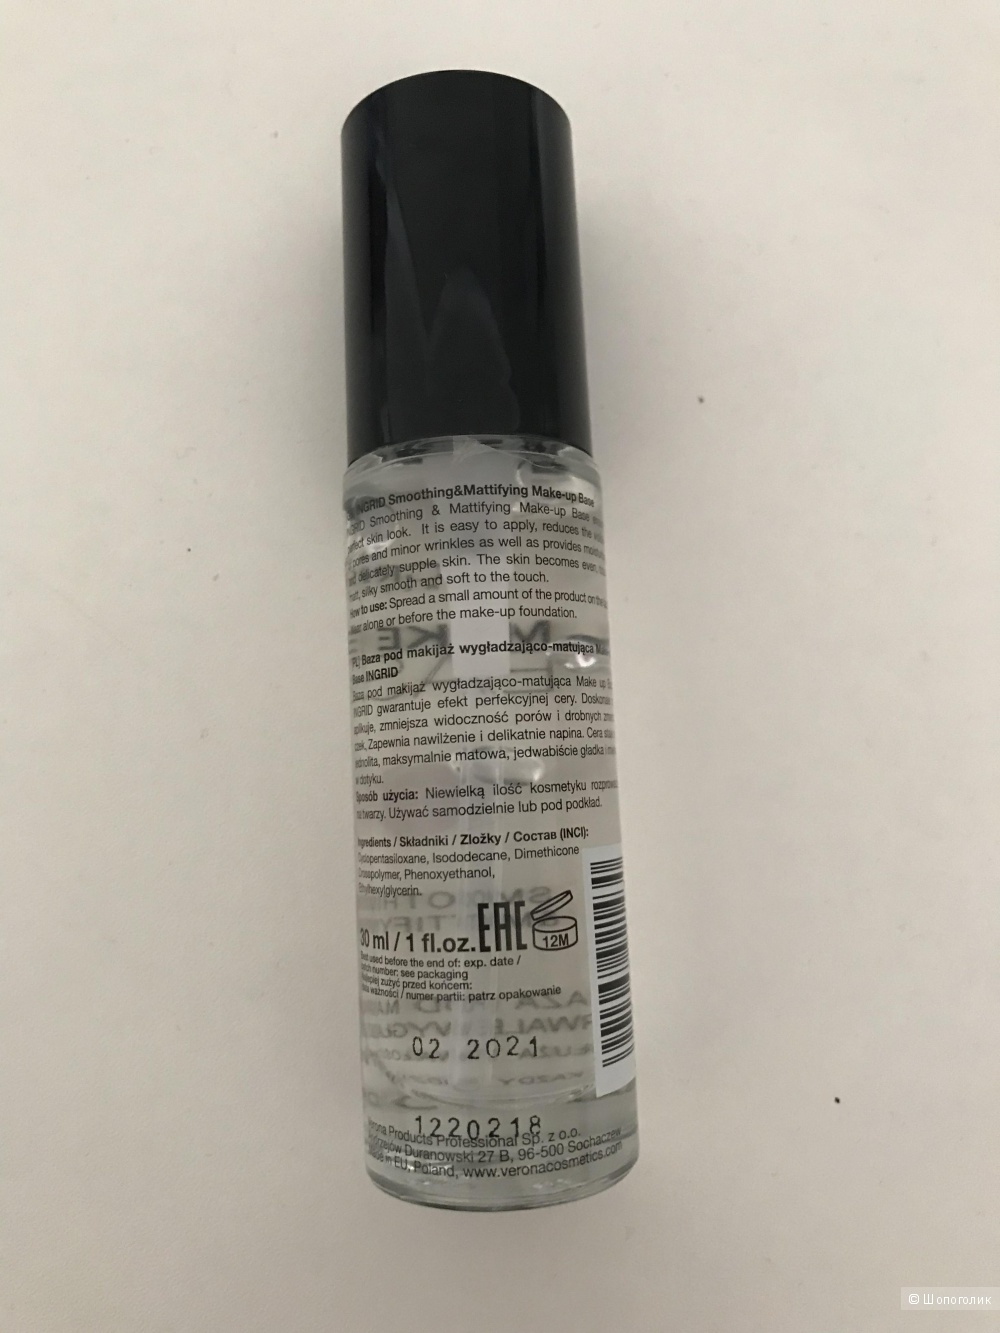 INGRID Smoothing&Mattifying Make-up Base
Smoothing & Mattifying Make-up Base
skin look. It is easy to apply, reduces the
pores and minor wrinkles as well as provides
delicately supple skin. The skin becomes even,
silky smooth and soft to the touch.
How to use: Spread a small amount of the product on the
alone or before the make-up foundation.
(PL) Baza pod makijaż wygładzająco-matująca
Base INGRID
Baza pod makijaż wygładzająco-matująca Make up
INGRID gwarantuje efekt perfekcyjnej cery.
aplikuje, zmniejsza widoczność porów i drobnych
Zapewnia nawilżenie i delikatnie napina. Cera
jednolita, maksymalnie matowa, jedwabiście gładka i
w dotyku.
Sposób użycia: Niewielką ilość kosmetyku
na twarzy. Używać samodzielnie lub pod podkład.
Ingredients / Składniki / Zložky / Состав (INCI):
Cyclopentasiloxane, Isododecane, Dimethicone
Crosspolymer, Phenoxyethanol,
Ethylhexylglycerin.
30 ml / 1 fl.oz. EAC 12M
Best used before the end of: exp. date /
batch number: see packaging
Najlepiej zużyć przed końcem:
ważności / numer partii: patrz opakowanie
02 2021
1220218
Verona Products Professional Sp. z o.o.
Duranowski 27 B, 96-500 Sochaczew
Made in EU, Poland, www.veronacosmetics.com
© Шопоголик